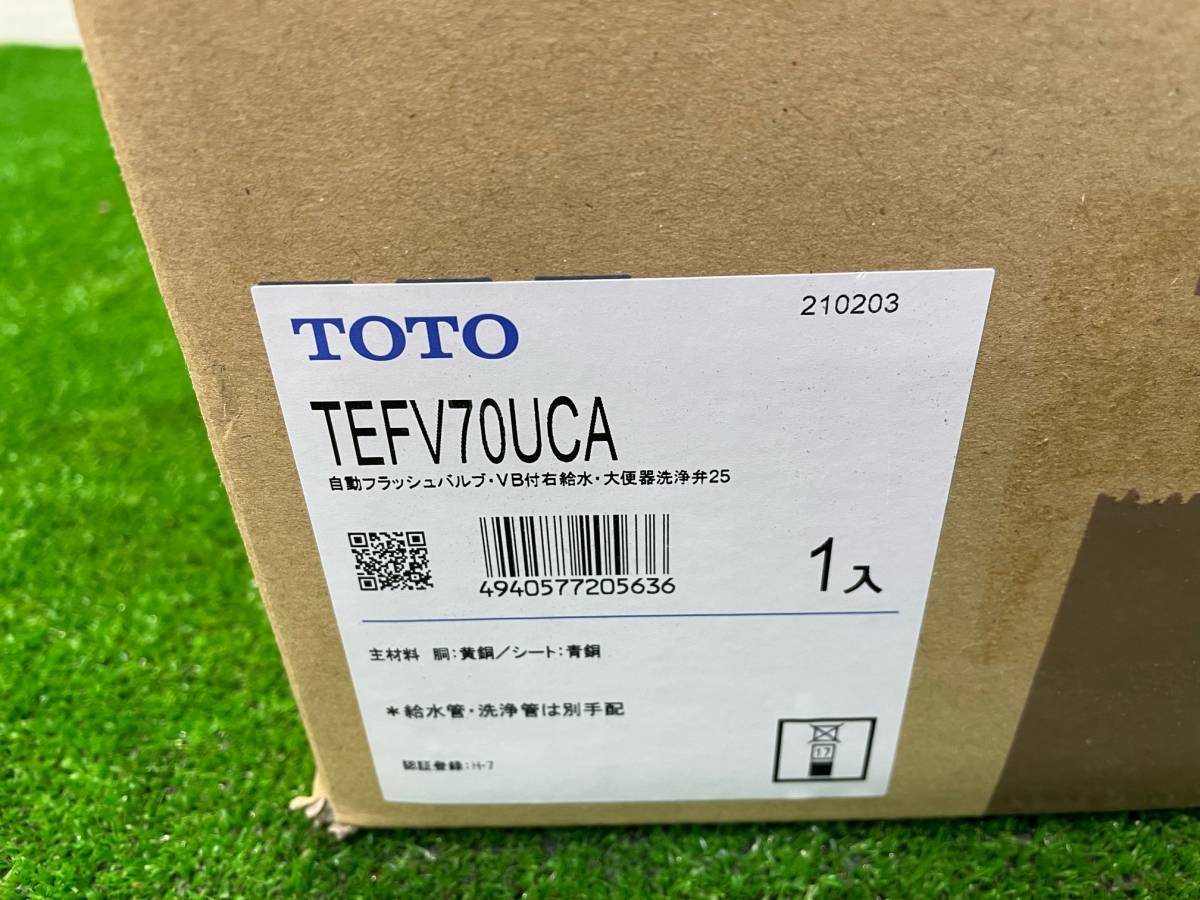 TOTO
210203
TEFV70UCA
自動フラッシュバルブ・VB付右給水・大便器洗浄弁25
4940577205636
1入
主材料 胴:黄銅/シート:青銅
*給水管・洗浄管は別手配
17
認証登録:H-7